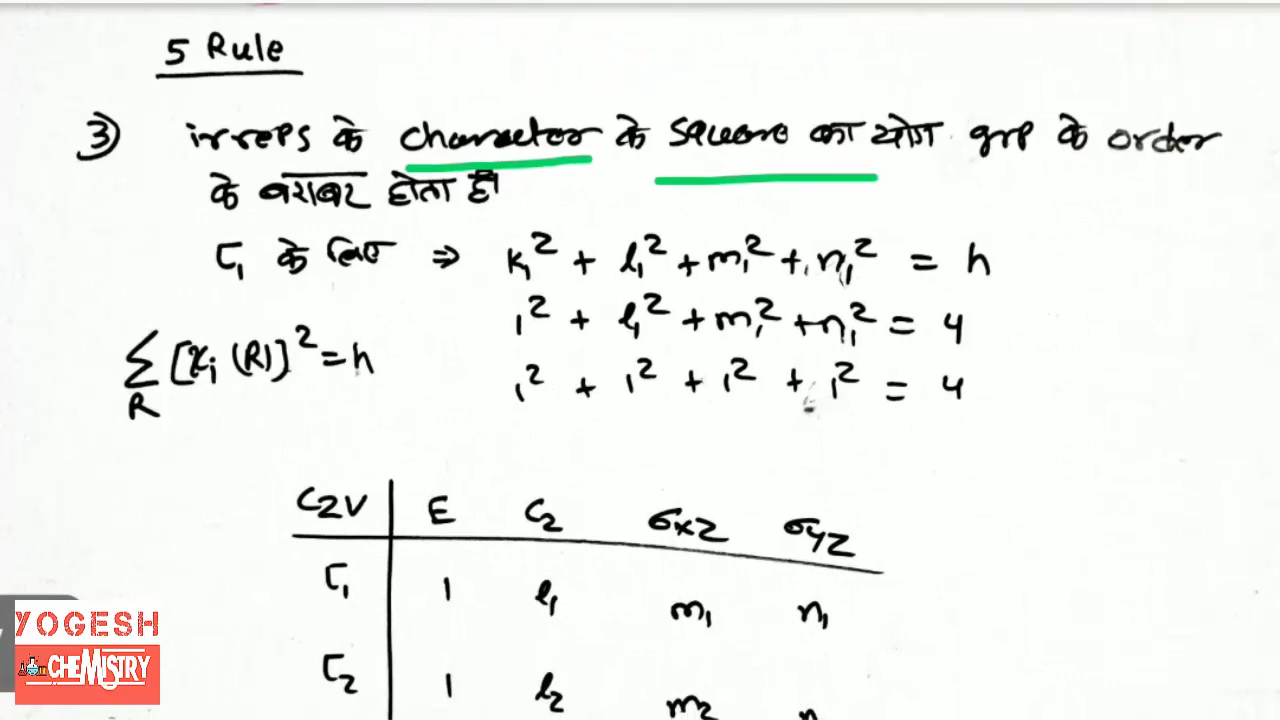 5 Rule
3) irreps के character के square का योग grp के order
के बराबर होता है।
Γ₁ के लिए ⇒ k₁² + l₁² + m₁² + n₁² = h
1² + l₁² + m₁² + n₁² = 4
∑R [χi (R)]² = h
1² + 1² + 1² + 1² = 4
C2V E C2 σxz σyz
Γ₁ 1 l₁ m₁ n₁
Γ₂ 1 l₂ m₂
YOGESH
CHEMISTRY